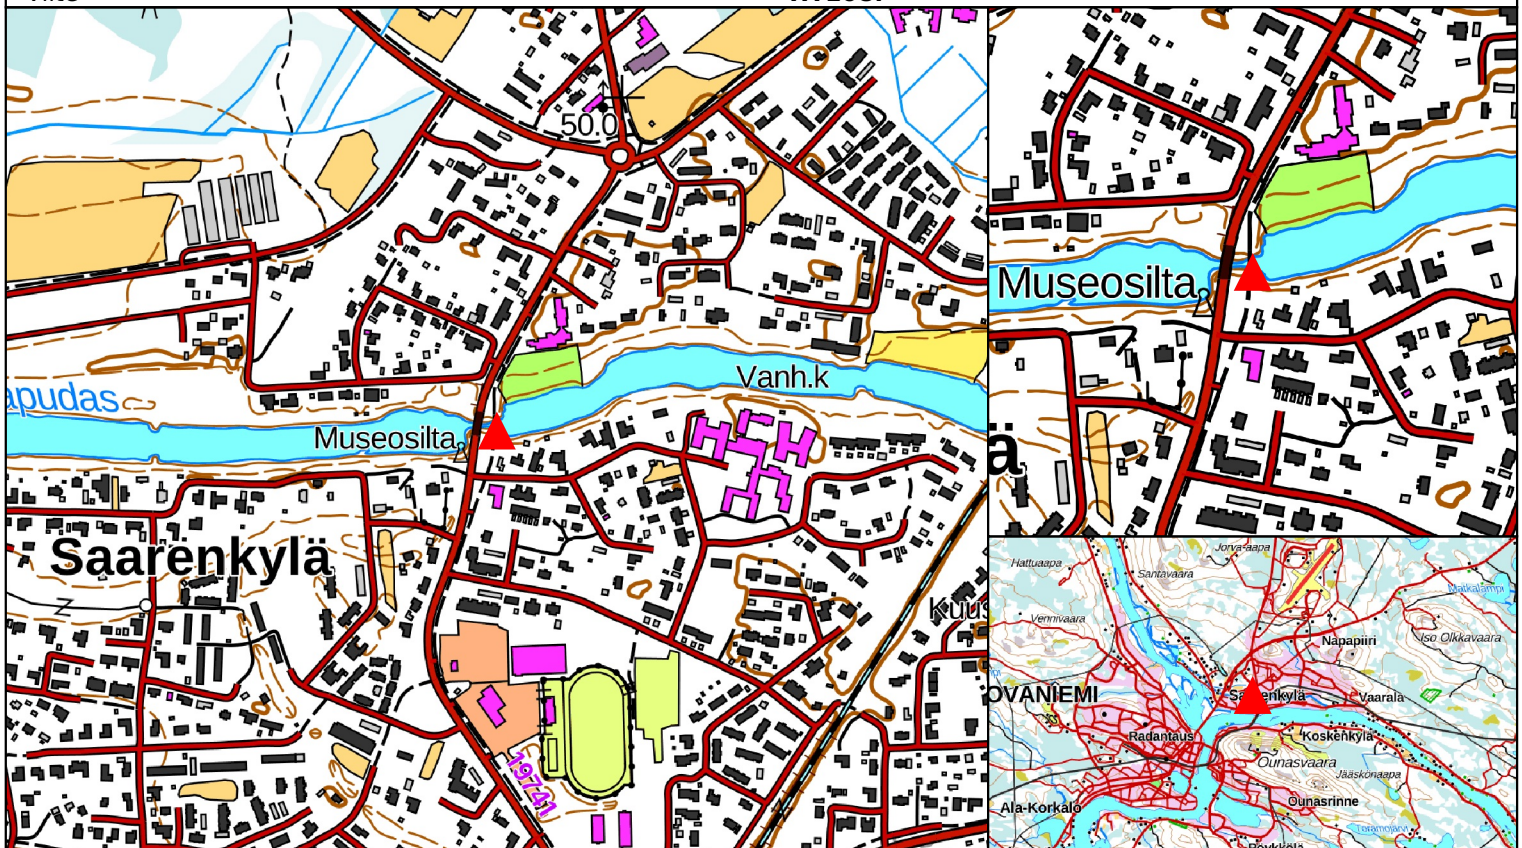 50.0
Vanh.k
apudas
Museosilta
Saarenkylä
Kuus
19741
Museosilta
ä
Jorva-aapa
Hattuaapa
Santavaara
Matkalampi
Vennivaara
Napapiiri
Iso Olkkavaara
OVANIEMI
Saarenkylä
Vaarala
Radantaus
Koskenkylä
Ounasvaara
Jääskönaapa
Ala-Korkalo
Ounasrinne